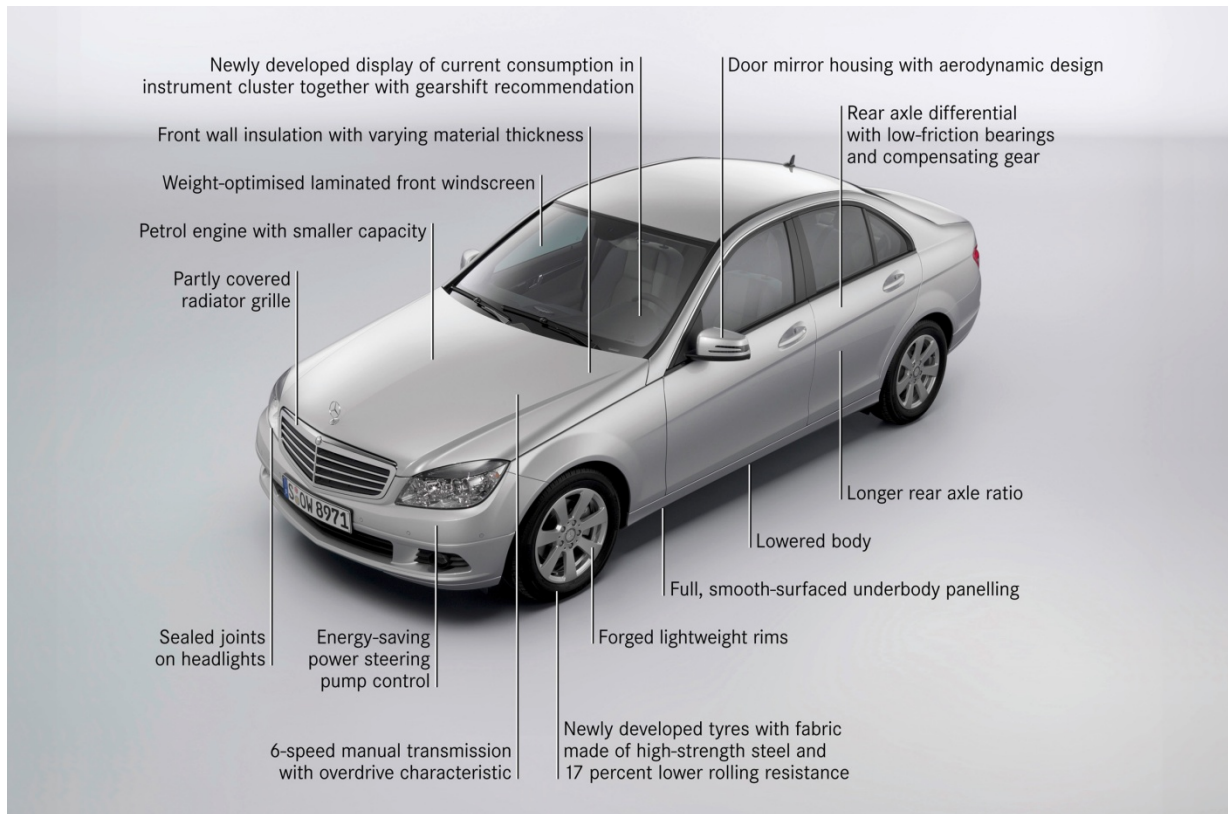 Newly developed display of current consumption in
instrument cluster together with gearshift recommendation
Door mirror housing with aerodynamic design
Front wall insulation with varying material thickness
Rear axle differential
with low-friction bearings
and compensating gear
Weight-optimised laminated front windscreen
Petrol engine with smaller capacity
Partly covered
radiator grille
S OW 8971
Longer rear axle ratio
Lowered body
Full, smooth-surfaced underbody panelling
Sealed joints
on headlights
Energy-saving
power steering
pump control
Forged lightweight rims
6-speed manual transmission
with overdrive characteristic
Newly developed tyres with fabric
made of high-strength steel and
17 percent lower rolling resistance